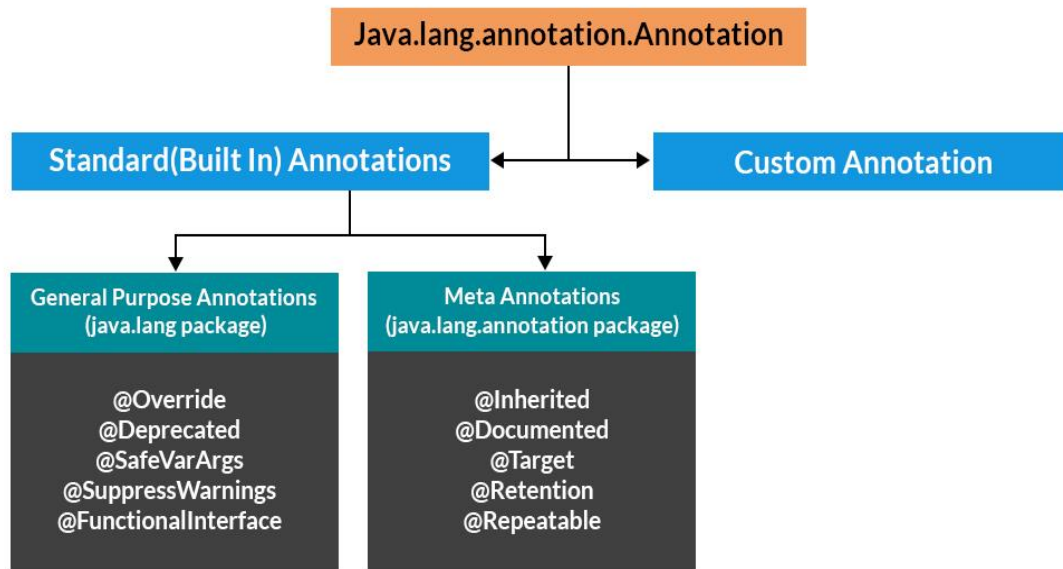 Java.lang.annotation.Annotation
Standard(Built In) Annotations
Custom Annotation
General Purpose Annotations
(java.lang package)
@Override
@Deprecated
@SafeVarArgs
@SuppressWarnings
@FunctionalInterface
Meta Annotations
(java.lang.annotation package)
@Inherited
@Documented
@Target
@Retention
@Repeatable